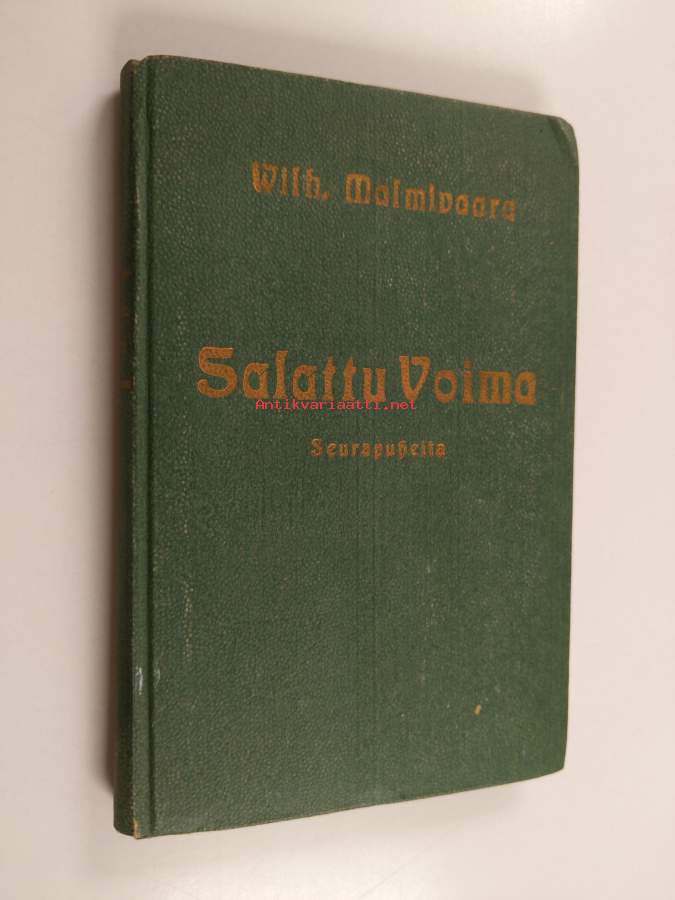 Wilh. Malmivaara
Salattu Voima
Antikvariaatti.net
Seurapuheita